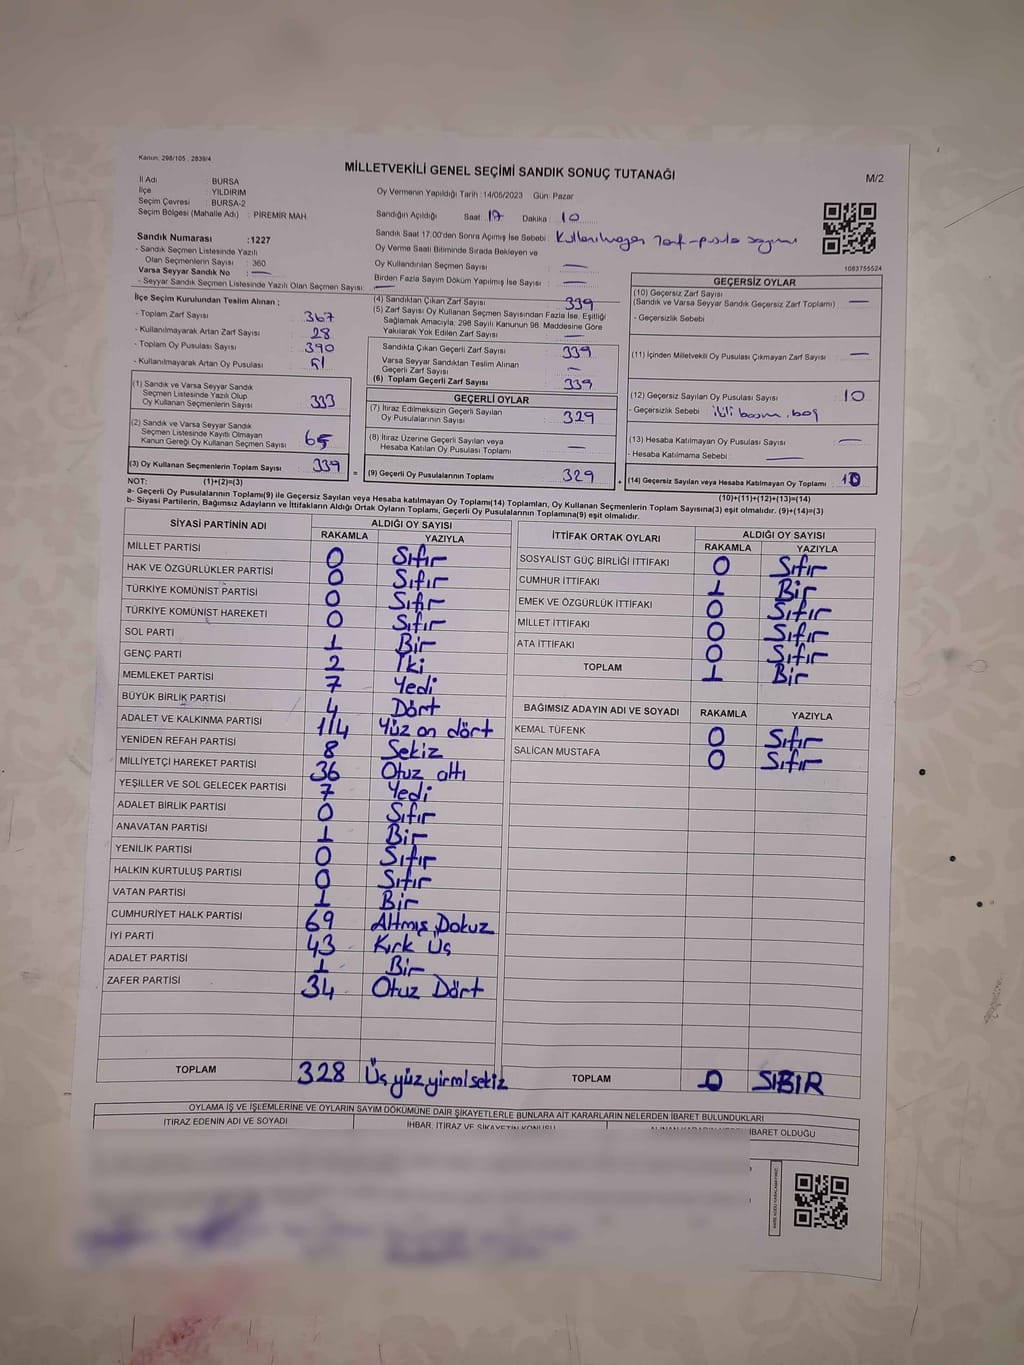 Kanun: 298/105 , 2839/4
MİLLETVEKİLİ GENEL SEÇİMİ SANDIK SONUÇ TUTANAĞI
M/2
İl Adı : BURSA
İlçe : YILDIRIM
Seçim Çevresi : BURSA-2
Seçim Bölgesi (Mahalle Adı) : PİREMİR MAH
Oy Vermenin Yapıldığı Tarih :14/05/2023 Gün: Pazar
Sandığın Açıldığı Saat 17 Dakika 10
Sandık Saat 17:00'den Sonra Açımış İse Sebebi : Kullanılmayan zarf-pusula sayımı
Oy Verme Saati Bitiminde Sırada Bekleyen ve
Oy Kullandırılan Seçmen Sayısı : —
Birden Fazla Sayım Döküm Yapılmış İse Sayısı : —
1083755524
Sandık Numarası :1227
- Sandık Seçmen Listesinde Yazılı
Olan Seçmenlerin Sayısı : 360
Varsa Seyyar Sandık No : —
- Seyyar Sandık Seçmen Listesinde Yazılı Olan Seçmen Sayısı: —
İlçe Seçim Kurulundan Teslim Alınan ;
- Toplam Zarf Sayısı : 367
- Kullanılmayarak Artan Zarf Sayısı : 28
- Toplam Oy Pusulası Sayısı : 390
- Kullanılmayarak Artan Oy Pusulası : 51
(1) Sandık ve Varsa Seyyar Sandık
Seçmen Listesinde Yazılı Olup
Oy Kullanan Seçmenlerin Sayısı : 333
(2) Sandık ve Varsa Seyyar Sandık
Seçmen Listesinde Kayıtlı Olmayan
Kanun Gereği Oy Kullanan Seçmen Sayısı :
(3) Oy Kullanan Seçmenlerin Toplam Sayısı : 339
(4) Sandıktan Çıkan Zarf Sayısı : 339
(5) Zarf Sayısı Oy Kullanan Seçmen Sayısından Fazla İse, Eşitliği
Sağlamak Amacıyla; 298 Sayılı Kanunun 98. Maddesine Göre
Yakılarak Yok Edilen Zarf Sayısı : —
Sandıkta Çıkan Geçerli Zarf Sayısı : 339
Varsa Seyyar Sandıktan Teslim Alınan
Geçerli Zarf Sayısı : —
(6) Toplam Geçerli Zarf Sayısı : 339
GEÇERLİ OYLAR
(7) İtiraz Edilmeksizin Geçerli Sayılan
Oy Pusulalarının Sayısı : 329
(8) İtiraz Üzerine Geçerli Sayılan veya
Hesaba Katılan Oy Pusulası Toplamı : —
= (9) Geçerli Oy Pusulalarının Toplamı : 329
GEÇERSİZ OYLAR
(10) Geçersiz Zarf Sayısı : —
(Sandık ve Varsa Seyyar Sandık Geçersiz Zarf Toplamı)
- Geçersizlik Sebebi :
(11) İçinden Milletvekili Oy Pusulası Çıkmayan Zarf Sayısı : —
(12) Geçersiz Sayılan Oy Pusulası Sayısı : 10
- Geçersizlik Sebebi : boş
(13) Hesaba Katılmayan Oy Pusulası Sayısı : —
- Hesaba Katılmama Sebebi : —
+ (14) Geçersiz Sayılan veya Hesaba Katılmayan Oy Toplamı : 10
NOT: (1)+(2)=(3)
(10)+(11)+(12)+(13)=(14)
a- Geçerli Oy Pusulalarının Toplamı(9) ile Geçersiz Sayılan veya Hesaba katılmayan Oy Toplamı(14) Toplamları, Oy Kullanan Seçmenlerin Toplam Sayısına(3) eşit olmalıdır. (9)+(14)=(3)
b- Siyasi Partilerin, Bağımsız Adayların ve İttifakların Aldığı Ortak Oyların Toplamı, Geçerli Oy Pusulalarının Toplamına(9) eşit olmalıdır.
SİYASİ PARTİNİN ADI ALDIĞI OY SAYISI
RAKAMLA YAZIYLA
MİLLET PARTİSİ 0 Sıfır
HAK VE ÖZGÜRLÜKLER PARTİSİ 0 Sıfır
TÜRKİYE KOMÜNİST PARTİSİ 0 Sıfır
TÜRKİYE KOMÜNİST HAREKETİ 0 Sıfır
SOL PARTİ 1 Bir
GENÇ PARTİ 2 İki
MEMLEKET PARTİSİ 7 Yedi
BÜYÜK BİRLİK PARTİSİ 4 Dört
ADALET VE KALKINMA PARTİSİ 114 Yüz on dört
YENİDEN REFAH PARTİSİ 8 Sekiz
MİLLİYETÇİ HAREKET PARTİSİ 36 Otuz altı
YEŞİLLER VE SOL GELECEK PARTİSİ 7 Yedi
ADALET BİRLİK PARTİSİ 0 Sıfır
ANAVATAN PARTİSİ 1 Bir
YENİLİK PARTİSİ 0 Sıfır
HALKIN KURTULUŞ PARTİSİ 0 Sıfır
VATAN PARTİSİ 1 Bir
CUMHURİYET HALK PARTİSİ 69 Altmış Dokuz
İYİ PARTİ 43 Kırk Üç
ADALET PARTİSİ 1 Bir
ZAFER PARTİSİ 34 Otuz Dört
TOPLAM 328 Üç yüz yirmi sekiz
İTTİFAK ORTAK OYLARI ALDIĞI OY SAYISI
RAKAMLA YAZIYLA
SOSYALİST GÜÇ BİRLİĞİ İTTİFAKI 0 Sıfır
CUMHUR İTTİFAKI 1 Bir
EMEK VE ÖZGÜRLÜK İTTİFAKI 0 Sıfır
MİLLET İTTİFAKI 0 Sıfır
ATA İTTİFAKI 0 Sıfır
TOPLAM 1 Bir
BAĞIMSIZ ADAYIN ADI VE SOYADI RAKAMLA YAZIYLA
KEMAL TÜFENK 0 Sıfır
SALİCAN MUSTAFA 0 Sıfır
TOPLAM 0
OYLAMA İŞ VE İŞLEMLERİNE VE OYLARIN SAYIM DÖKÜMÜNE DAİR ŞİKAYETLERLE BUNLARA AİT KARARLARIN NELERDEN İBARET BULUNDUKLARI
İTİRAZ EDENİN ADI VE SOYADI İHBAR, İTİRAZ VE ŞİKAYETİN KONUSU İBARET OLDUĞU